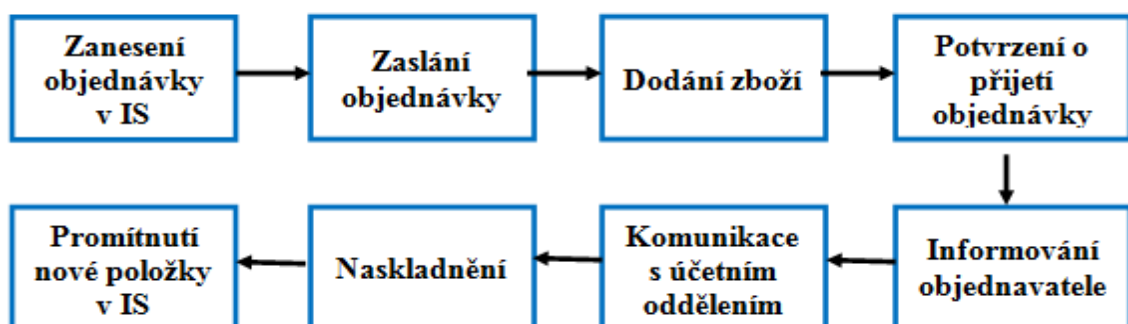 Zanesení
objednávky
v IS
Zaslání
objednávky
Dodání zboží
Potvrzení o
přijetí
objednávky
Informování
objednavatele
Komunikace
s účetním
oddělením
Naskladnění
Promítnutí
nové položky
v IS